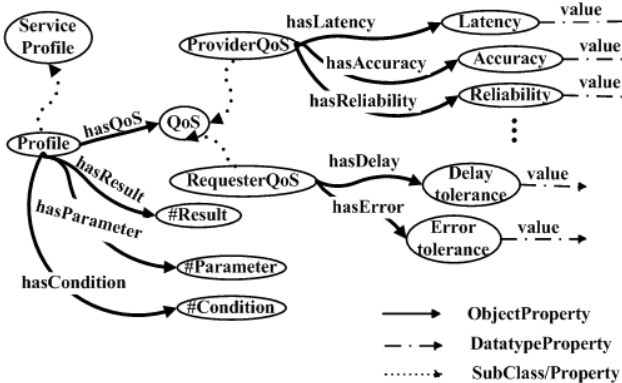 Service
Profile
ProviderQoS
hasLatency
Latency
value
hasAccuracy
Accuracy
value
hasReliability
Reliability
value
Profile
hasQoS
QoS
RequesterQoS
hasDelay
Delay
tolerance
value
hasError
Error
tolerance
value
hasResult
#Result
hasParameter
#Parameter
hasCondition
#Condition
ObjectProperty
DatatypeProperty
SubClass/Property